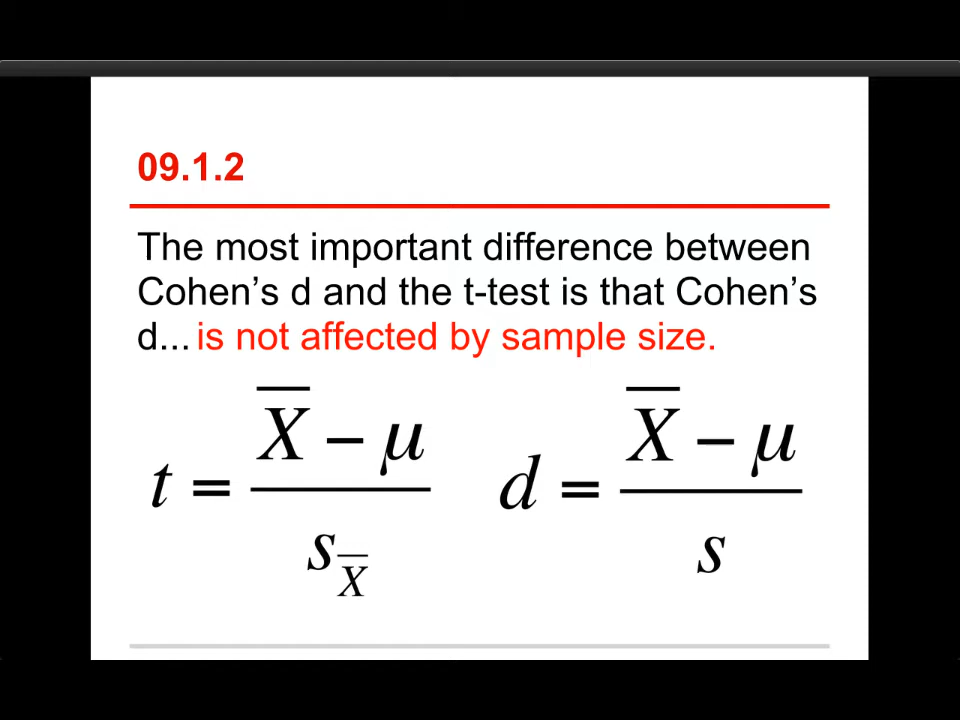 09.1.2
The most important difference between
Cohen’s d and the t-test is that Cohen’s
d... is not affected by sample size.
t = (X̅ − μ) / s_X̅    d = (X̅ − μ) / s